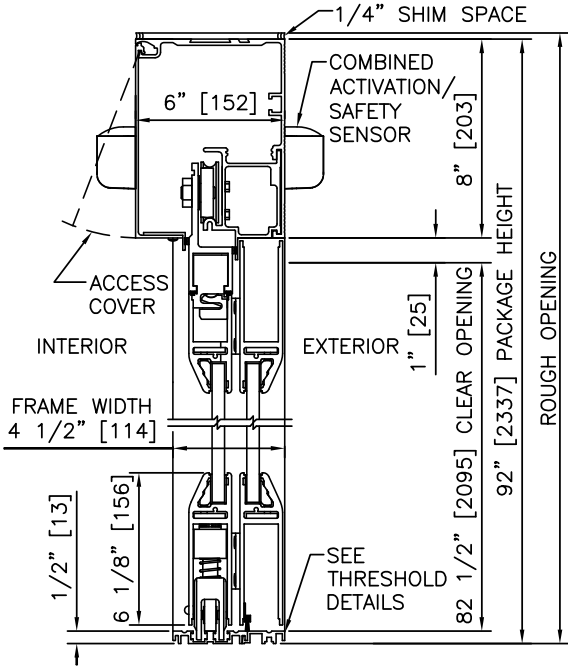 1/4" SHIM SPACE
COMBINED
ACTIVATION/
SAFETY
SENSOR
6" [152]
8" [203]
ACCESS
COVER
INTERIOR
EXTERIOR
1" [25]
FRAME WIDTH
4 1/2" [114]
1/2" [13]
6 1/8" [156]
SEE
THRESHOLD
DETAILS
82 1/2" [2095] CLEAR OPENING
92" [2337] PACKAGE HEIGHT
ROUGH OPENING